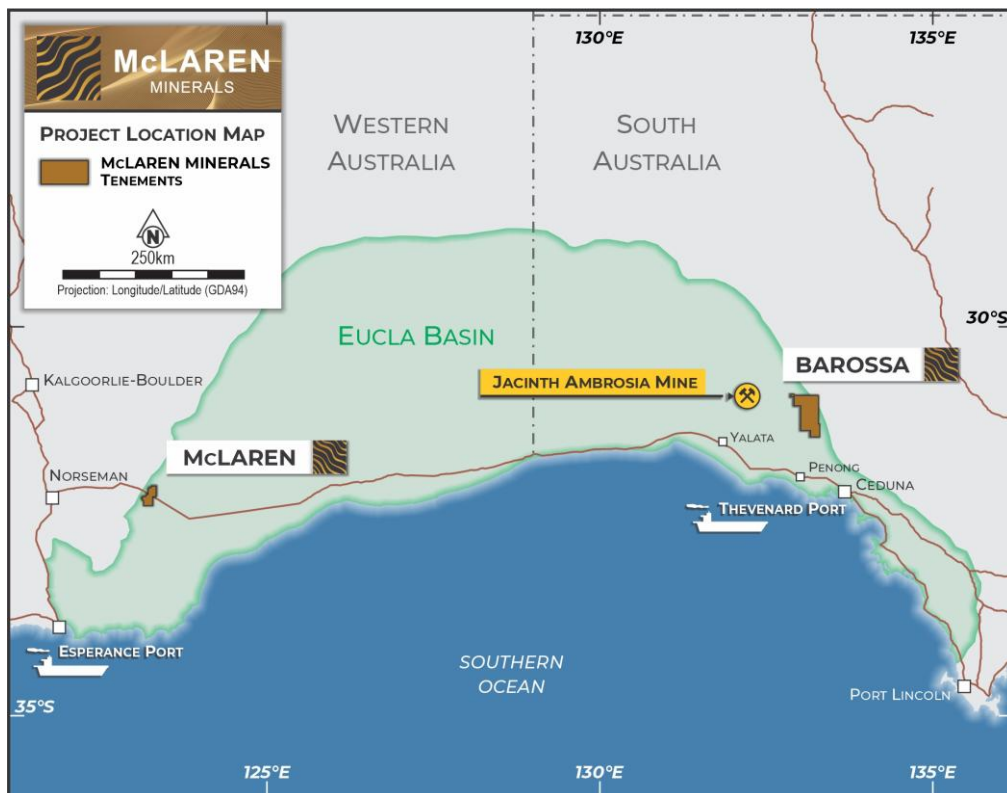 McLAREN
MINERALS
PROJECT LOCATION MAP
McLAREN MINERALS
TENEMENTS
N
250km
Projection: Longitude/Latitude (GDA94)
130°E
135°E
WESTERN
AUSTRALIA
SOUTH
AUSTRALIA
30°S
EUCLA BASIN
BAROSSA
JACINTH AMBROSIA MINE
KALGOORLIE-BOULDER
YALATA
McLAREN
NORSEMAN
PENONG
CEDUNA
THEVENARD PORT
ESPERANCE PORT
SOUTHERN
OCEAN
PORT LINCOLN
35°S
125°E
130°E
135°E